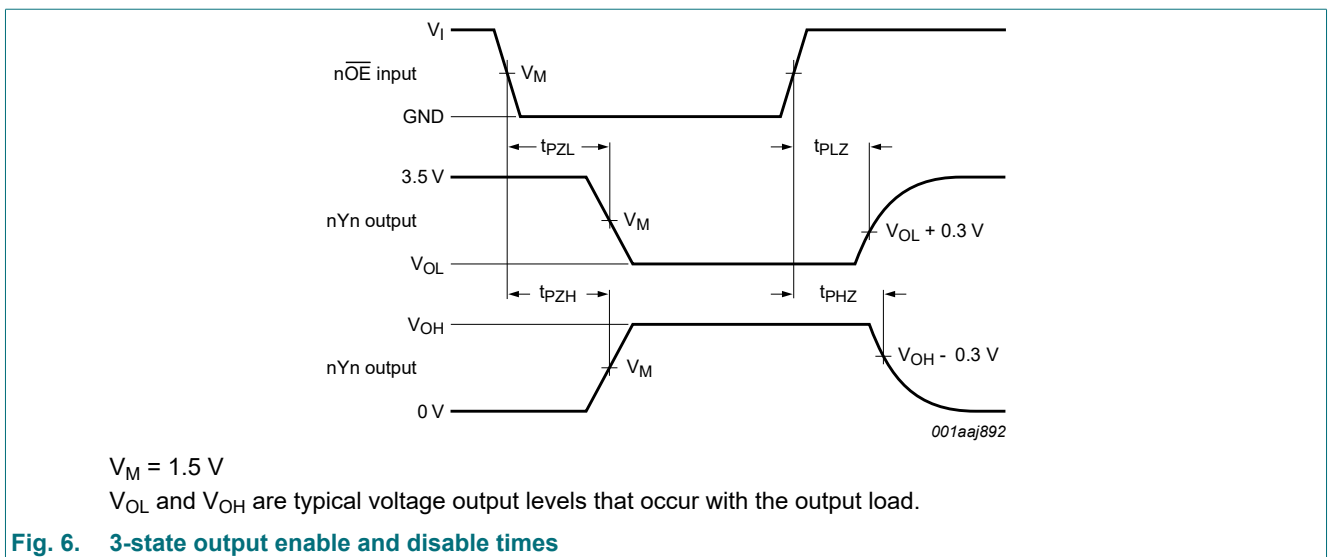 V_I
nO̅E̅ input
V_M
GND
t_PZL
t_PLZ
3.5 V
nYn output
V_M
V_OL + 0.3 V
V_OL
t_PZH
t_PHZ
V_OH
V_OH - 0.3 V
nYn output
V_M
0 V
001aaj892
V_M = 1.5 V
V_OL and V_OH are typical voltage output levels that occur with the output load.
Fig. 6. 3-state output enable and disable times